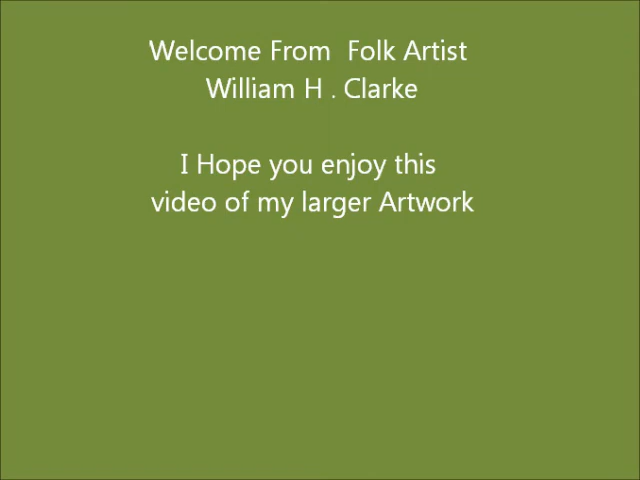 Welcome From  Folk Artist
William H . Clarke
I Hope you enjoy this
video of my larger Artwork